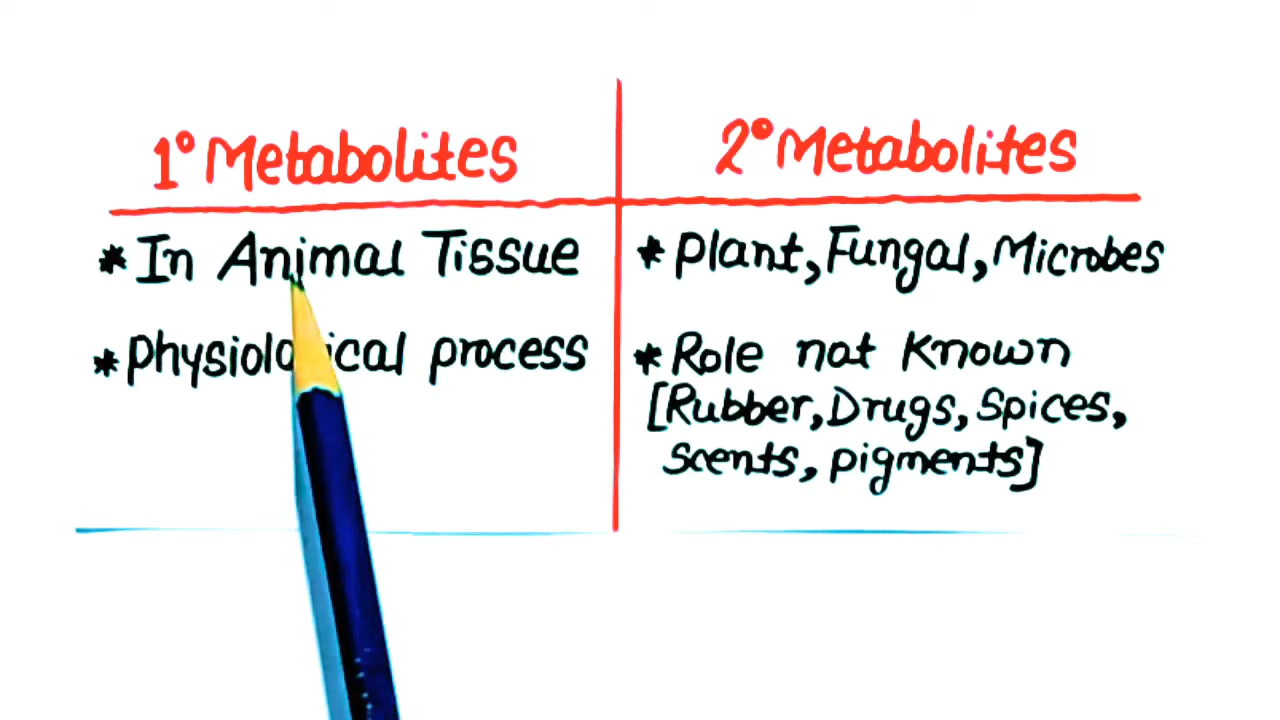 1° Metabolites
* In Animal Tissue
* Physiological process
2° Metabolites
* Plant, Fungal, Microbes
* Role not known
[Rubber, Drugs, Spices,
scents, pigments]